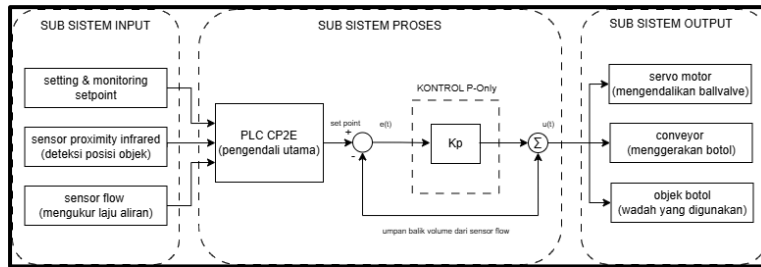 SUB SISTEM INPUT
setting & monitoring
setpoint
sensor proximity infrared
(deteksi posisi objek)
sensor flow
(mengukur laju aliran)
SUB SISTEM PROSES
PLC CP2E
(pengendali utama)
set point
+
-
e(t)
KONTROL P-Only
Kp
Σ
u(t)
umpan balik volume dari sensor flow
SUB SISTEM OUTPUT
servo motor
(mengendalikan ballvalve)
conveyor
(menggerakan botol)
objek botol
(wadah yang digunakan)